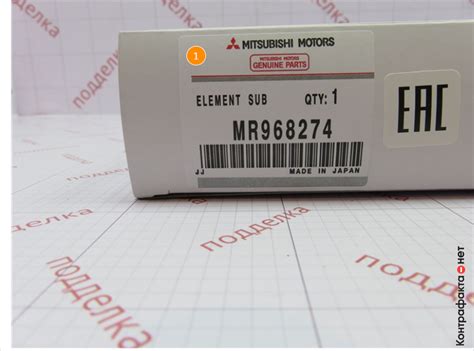 подделка
подделка
1
MITSUBISHI MOTORS
MITSUBISHI MOTORS
GENUINE PARTS
ELEMENT SUB QTY: 1
MR968274
JJ MADE IN JAPAN
EAC
подделка
подделка
подделка
подделка
Контрафакта нет